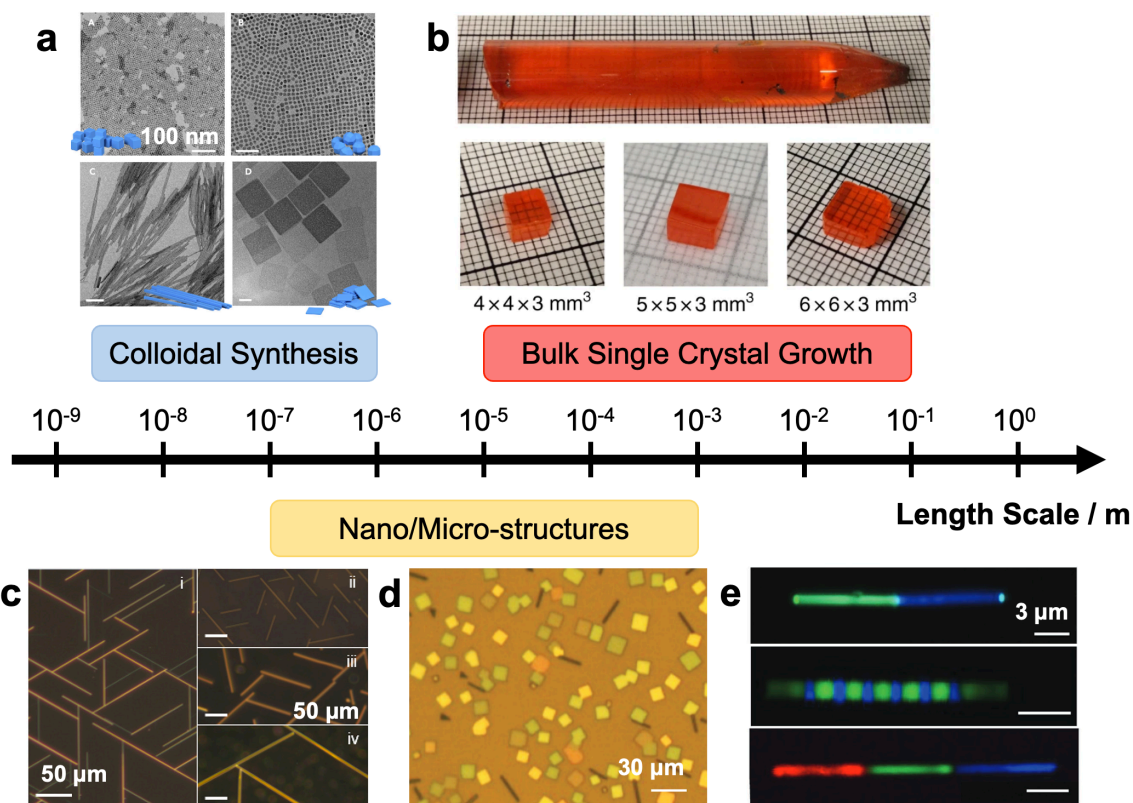 a
A
B
100 nm
C
D
b
4×4×3 mm³
5×5×3 mm³
6×6×3 mm³
Colloidal Synthesis
Bulk Single Crystal Growth
10⁻⁹
10⁻⁸
10⁻⁷
10⁻⁶
10⁻⁵
10⁻⁴
10⁻³
10⁻²
10⁻¹
10⁰
Length Scale / m
Nano/Micro-structures
c
i
ii
iii
50 µm
iv
50 µm
d
30 µm
e
3 µm